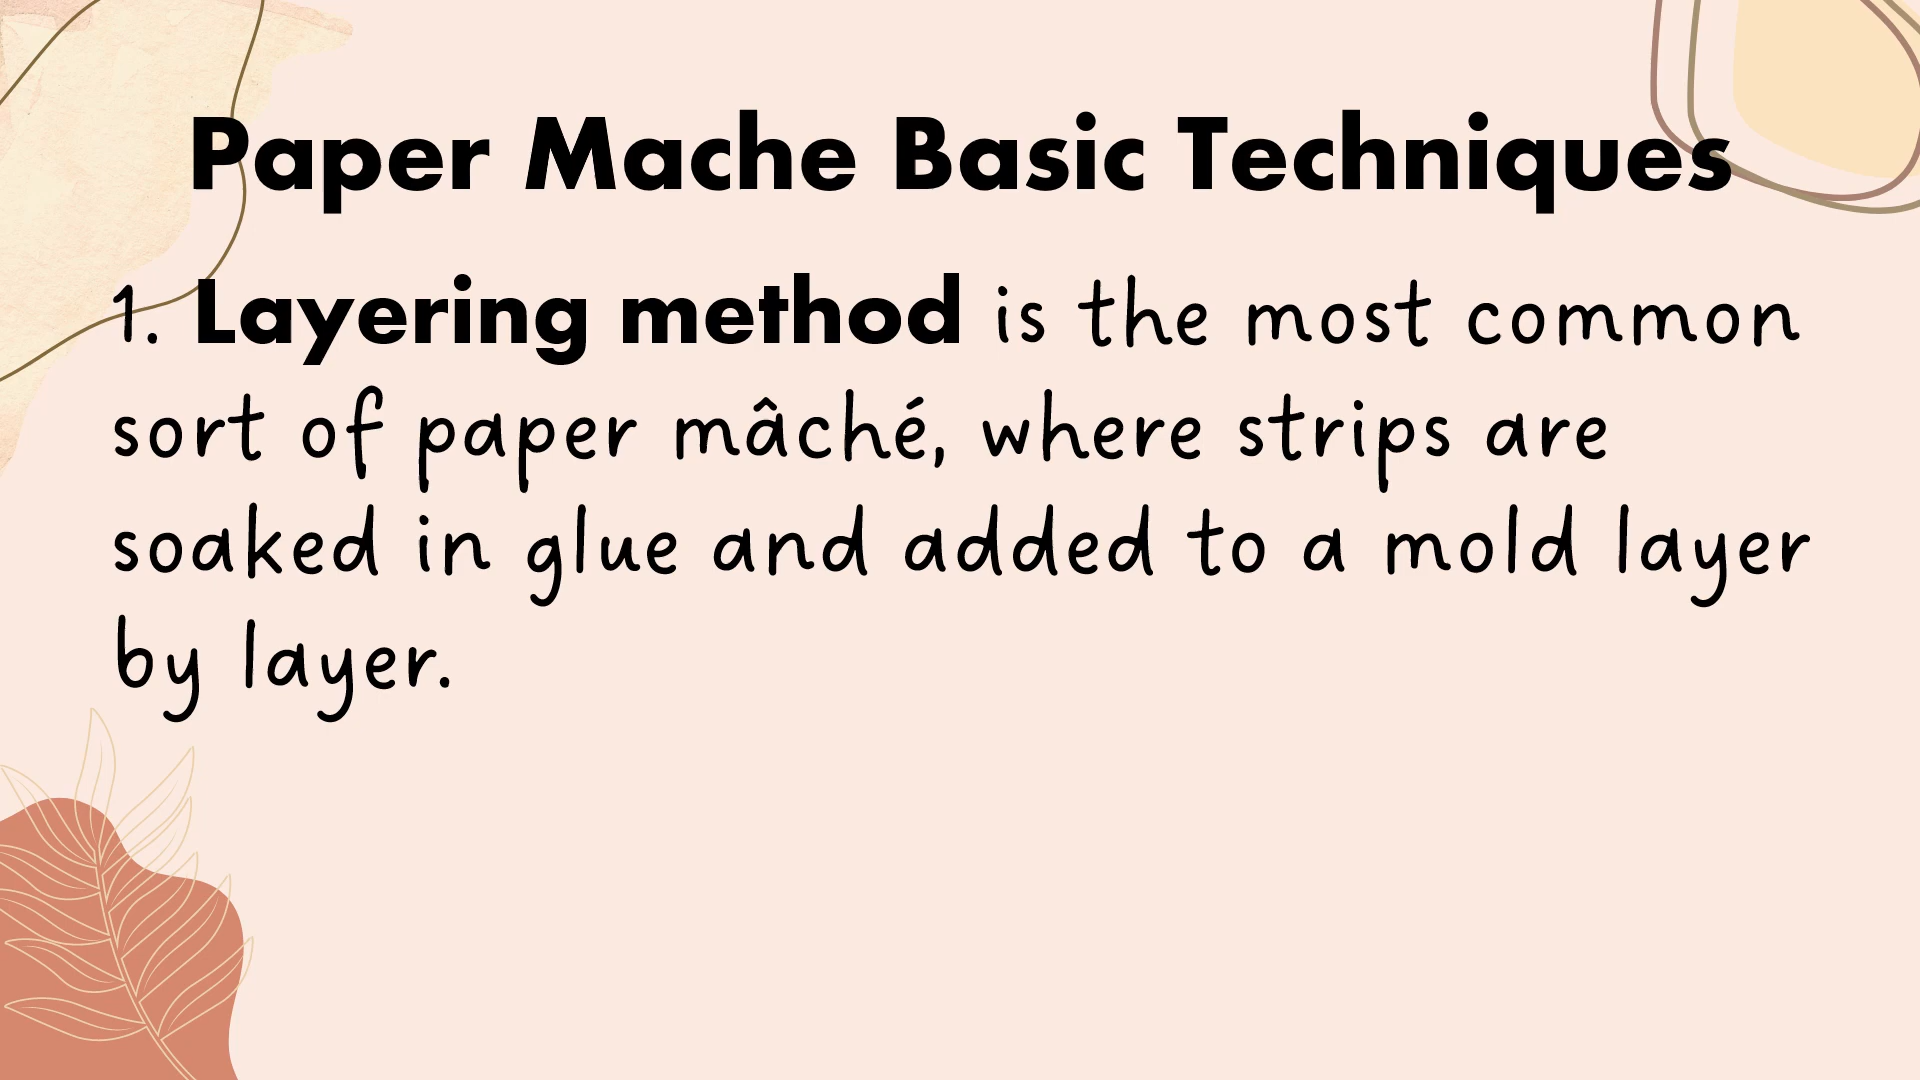 Paper Mache Basic Techniques
1. Layering method is the most common
sort of paper mâché, where strips are
soaked in glue and added to a mold layer
by layer.